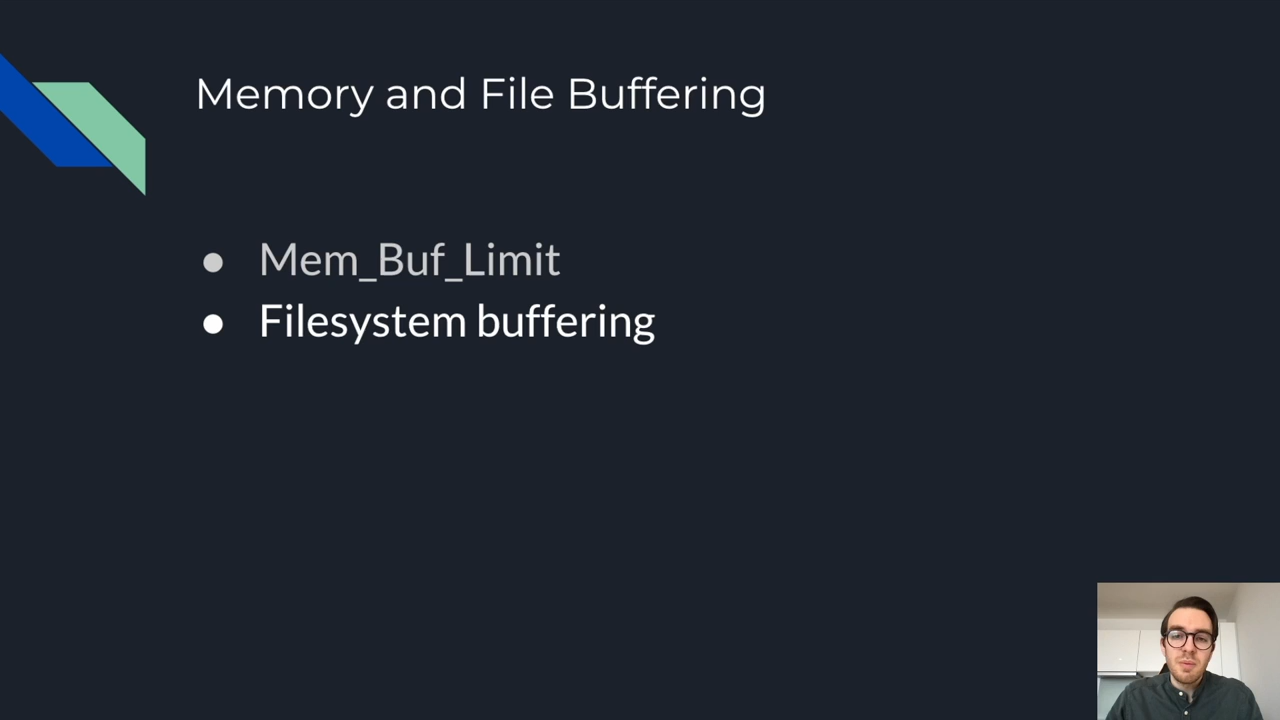 Memory and File Buffering
● Mem_Buf_Limit
● Filesystem buffering